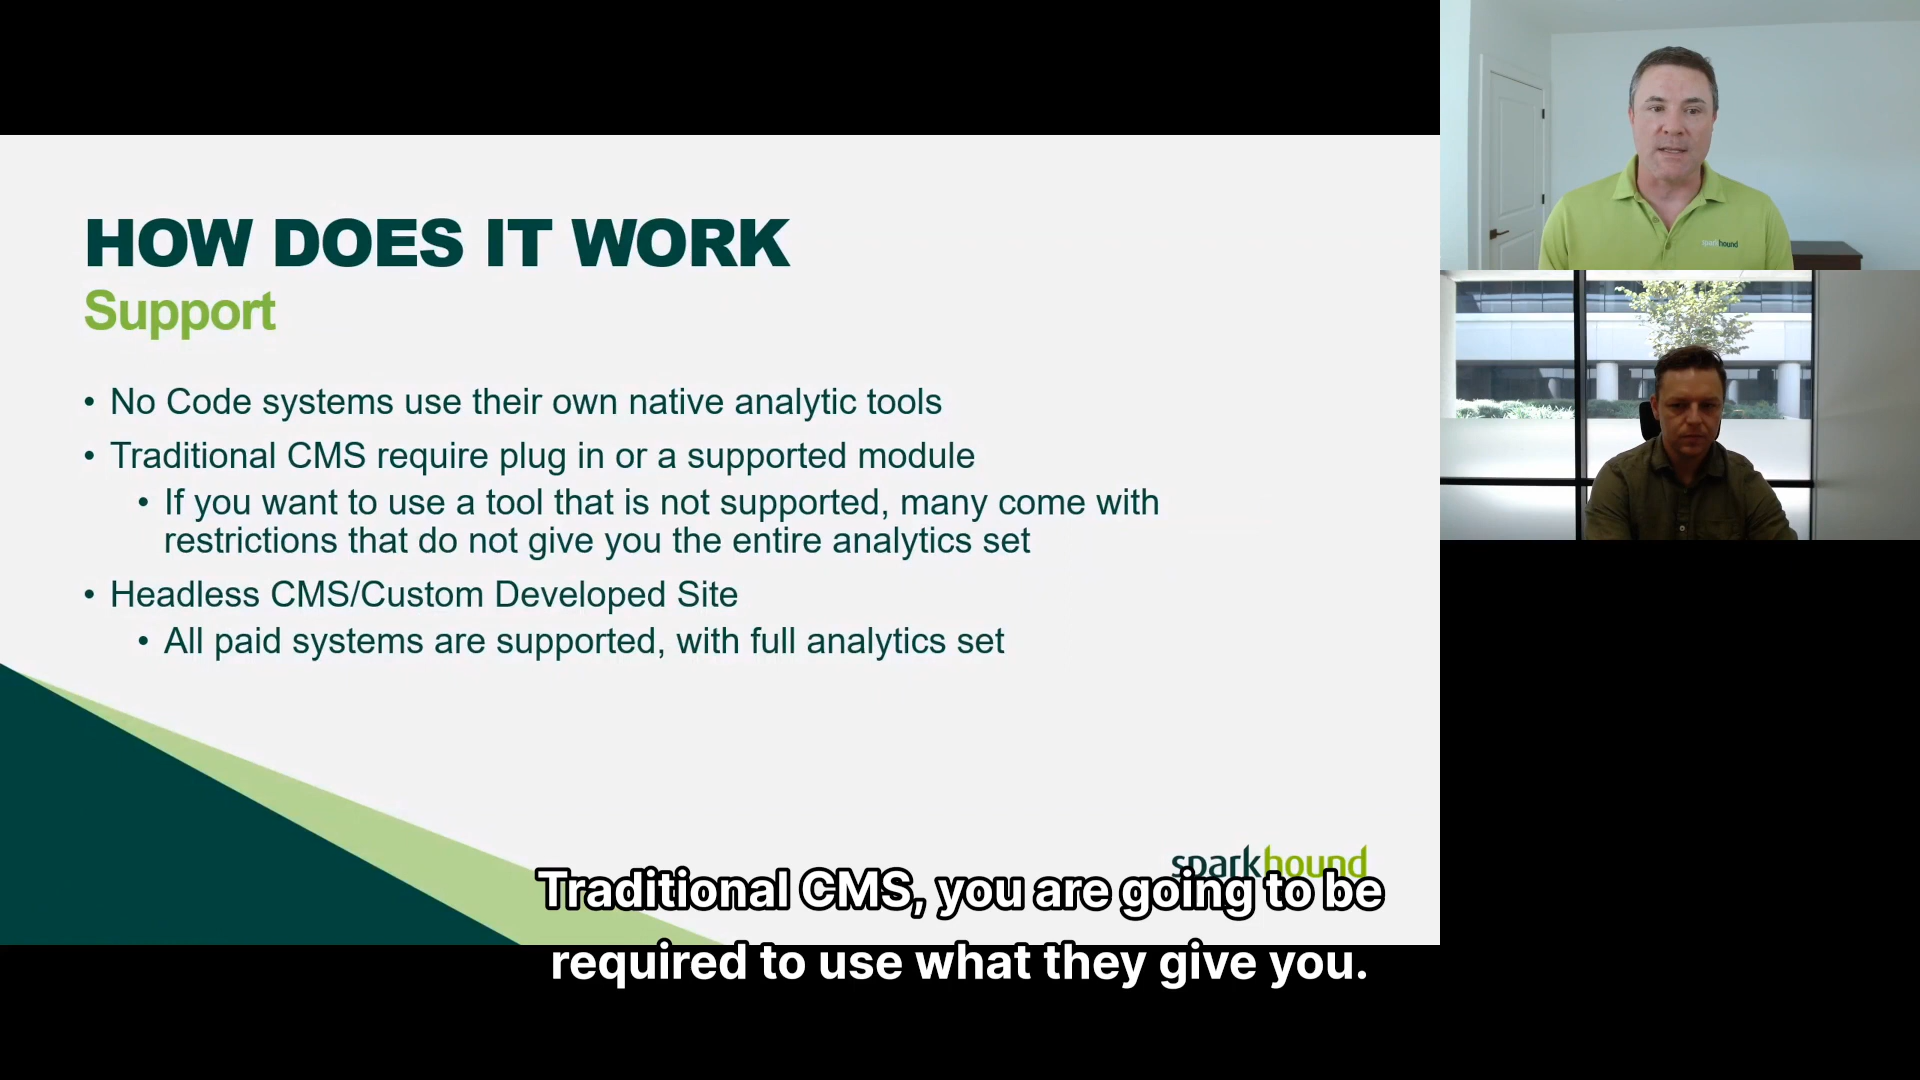 HOW DOES IT WORK
Support
• No Code systems use their own native analytic tools
• Traditional CMS require plug in or a supported module
• If you want to use a tool that is not supported, many come with
restrictions that do not give you the entire analytics set
• Headless CMS/Custom Developed Site
• All paid systems are supported, with full analytics set
sparkhound
Traditional CMS, you are going to be
required to use what they give you.
sparkhound